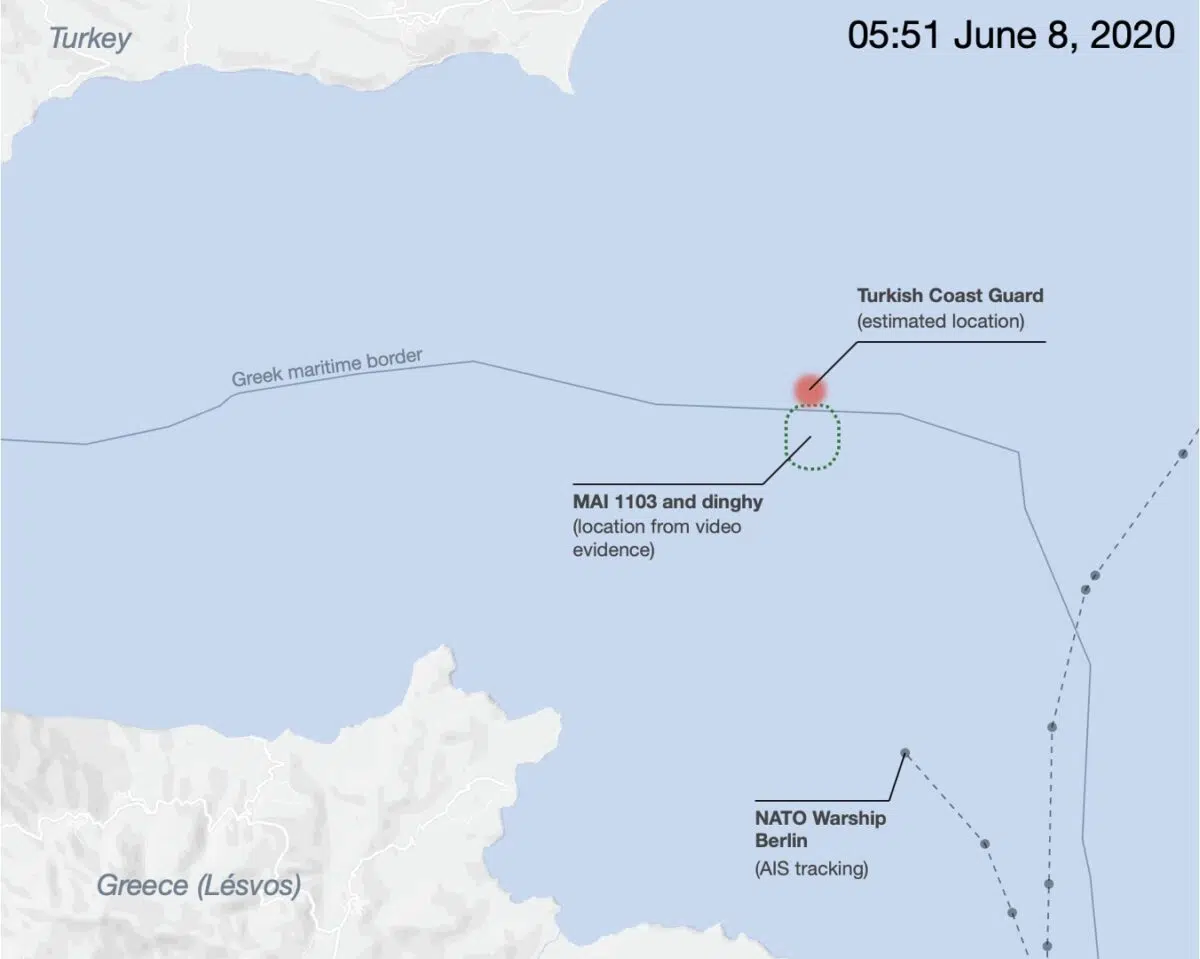 Turkey
05:51 June 8, 2020
Turkish Coast Guard
(estimated location)
Greek maritime border
MAI 1103 and dinghy
(location from video
evidence)
NATO Warship
Berlin
(AIS tracking)
Greece (Lésvos)